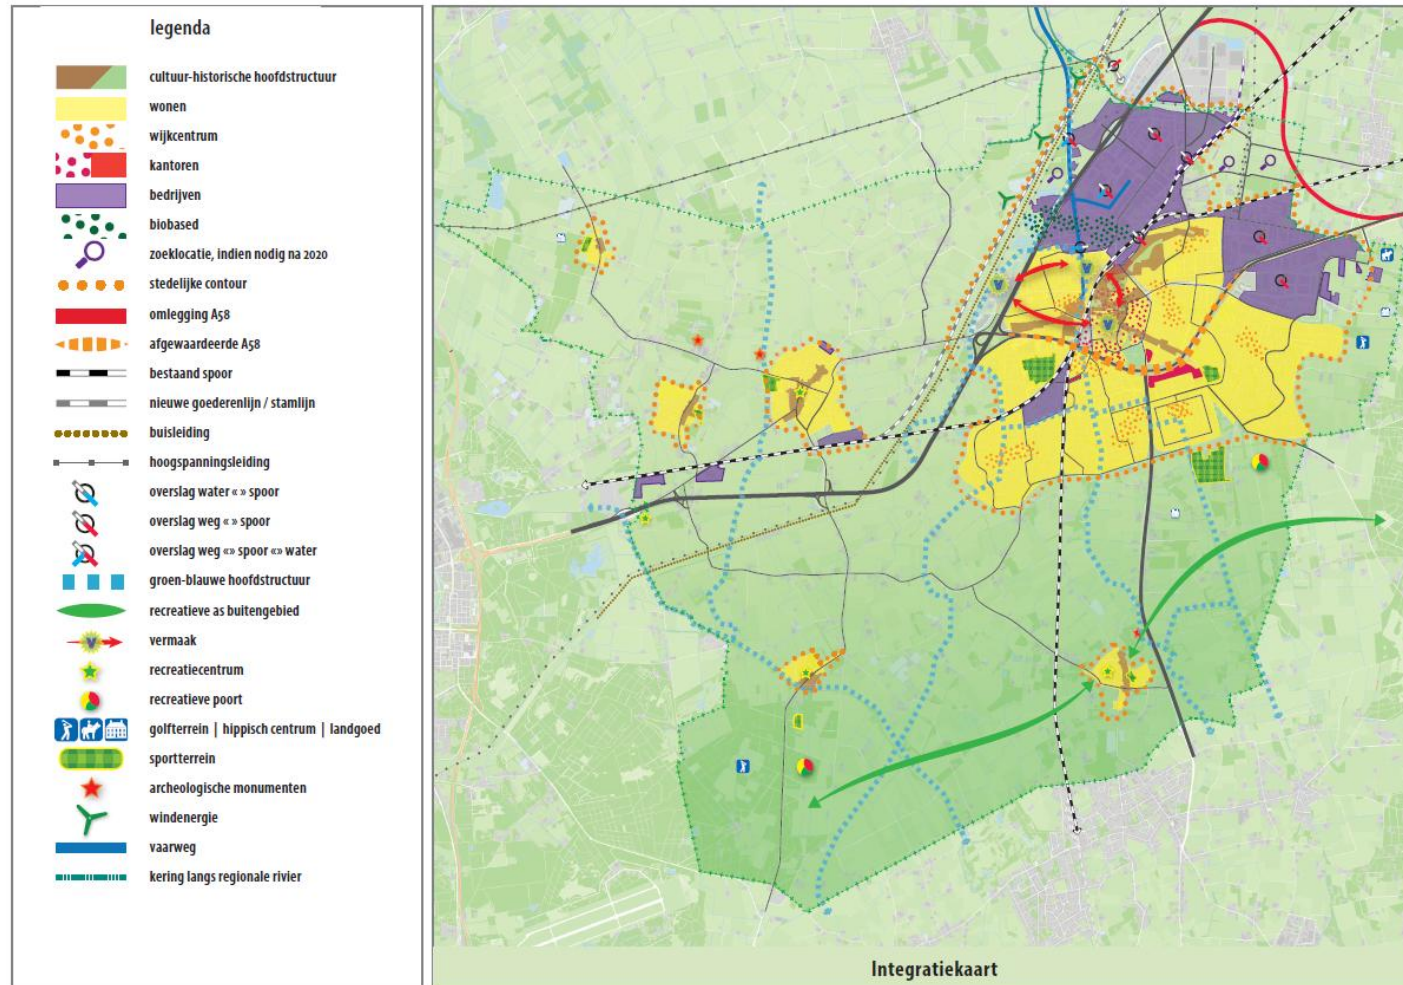 legenda
cultuur-historische hoofdstructuur
wonen
wijkcentrum
kantoren
bedrijven
biobased
zoeklocatie, indien nodig na 2020
stedelijke contour
omlegging A58
afgewaardeerde A58
bestaand spoor
nieuwe goederenlijn / stamlijn
buisleiding
hoogspanningsleiding
overslag water «» spoor
overslag weg «» spoor
overslag weg «» spoor «» water
groen-blauwe hoofdstructuur
recreatieve as buitengebied
vermaak
recreatiecentrum
recreatieve poort
golfterrein | hippisch centrum | landgoed
sportterrein
archeologische monumenten
windenergie
vaarweg
kering langs regionale rivier
Integratiekaart